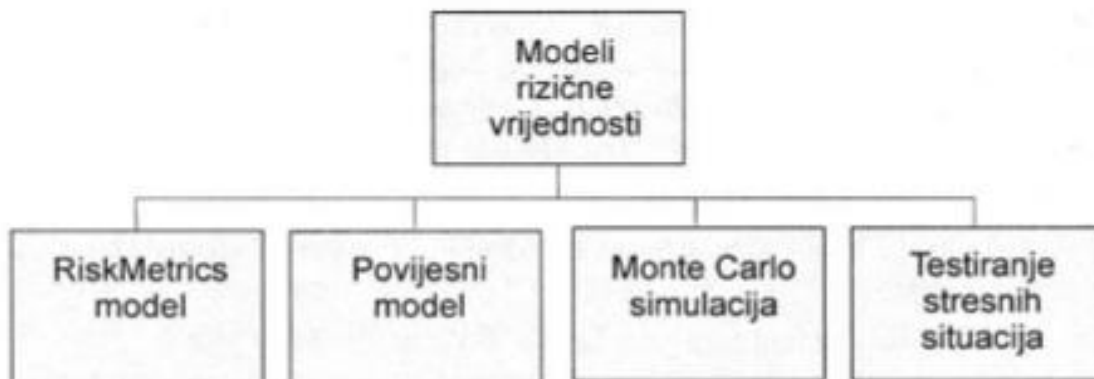 Modeli
rizične
vrijednosti
RiskMetrics
model
Povijesni
model
Monte Carlo
simulacija
Testiranje
stresnih
situacija